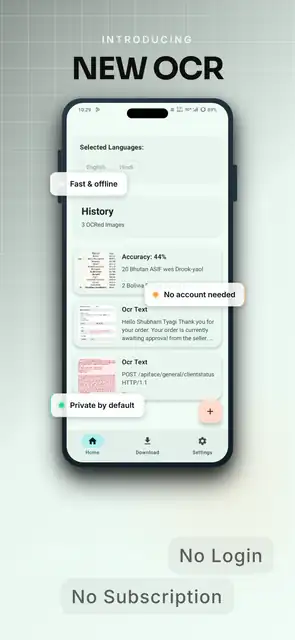 INTRODUCING
NEW OCR
10:29
89%
Selected Languages:
English Hindi
Fast & offline
History
3 OCRed Images
Accuracy: 44%
20 Bhutan ASIF wes Drook-yaol
2 Boliwa
No account needed
Ocr Text
Hello Shubham Tyagi Thank you for
your order. Your order is currently
awaiting approval from the seller. ...
Ocr Text
POST /apiface/general/clientstatus
HTTP/1.1
Private by default
+
Home Download Settings
No Login
No Subscription